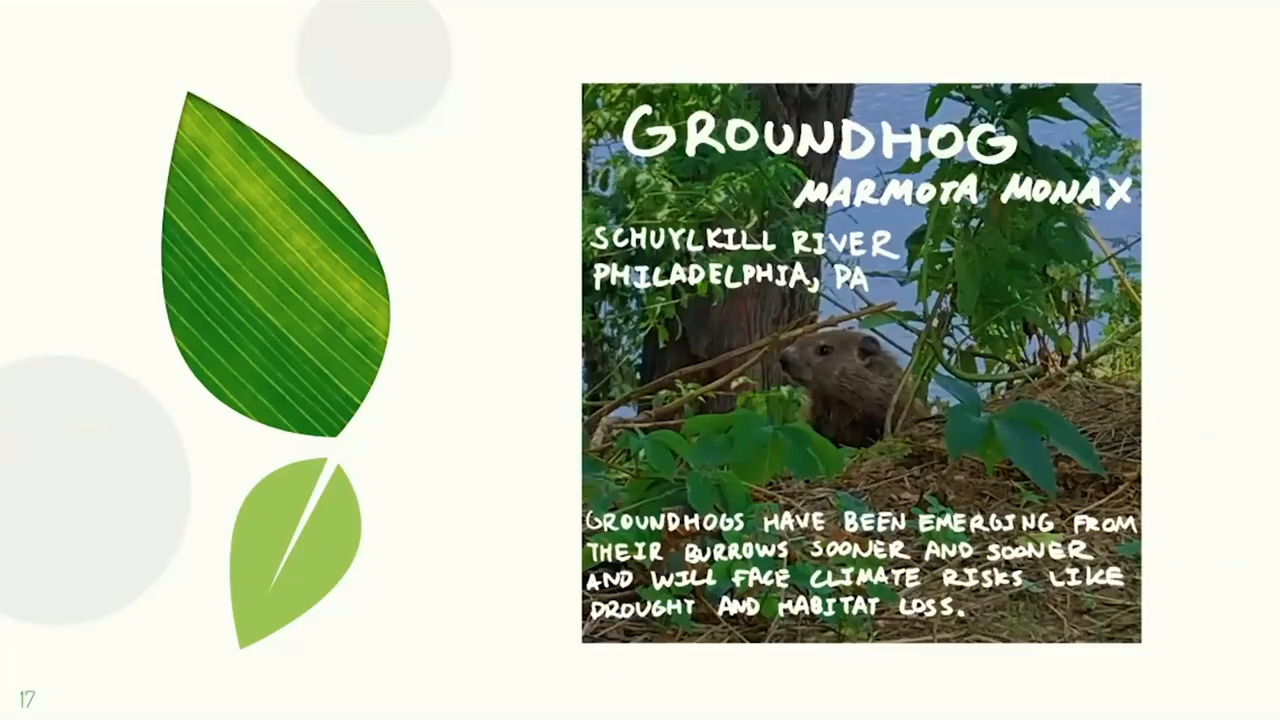 GROUNDHOG
MARMOTA MONAX
SCHUYLKILL RIVER
PHILADELPHIA, PA
GROUNDHOGS HAVE BEEN EMERGING FROM
THEIR BURROWS SOONER AND SOONER
AND WILL FACE CLIMATE RISKS LIKE
DROUGHT AND HABITAT LOSS.
17